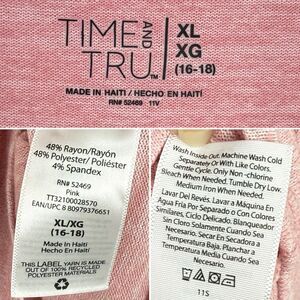 TIME AND TRU™
XL
XG
(16-18)
MADE IN HAITI / HECHO EN HAITÍ
RN# 52469 11V
48% Rayon/Rayón
48% Polyester/Poliéster
4% Spandex
RN# 52469
Pink
TT32100028570
EAN/UPC 8 80979376651
XL/XG
(16-18)
Made in Haiti
Hecho En Haití
THIS LABEL YARN IS MADE
OUT OF 100% RECYCLED
POLYESTER MATERIALS
Wash Inside Out. Machine Wash Cold
Separately Or With Like Colors.
Gentle Cycle. Only Non-chlorine
Bleach When Needed. Tumble Dry Low.
Medium Iron When Needed.
Lavar Del Revés. Lavar a Máquina En
Agua Fría Por Separado O Con Colores
Similares. Ciclo Delicado. Blanqueador
Sin Cloro Solamente Cuando Sea
Necesario. Secar En Secadora A
Temperatura Baja. Planchar A
Temperatura Media Cuando Sea
Necesario.
11S